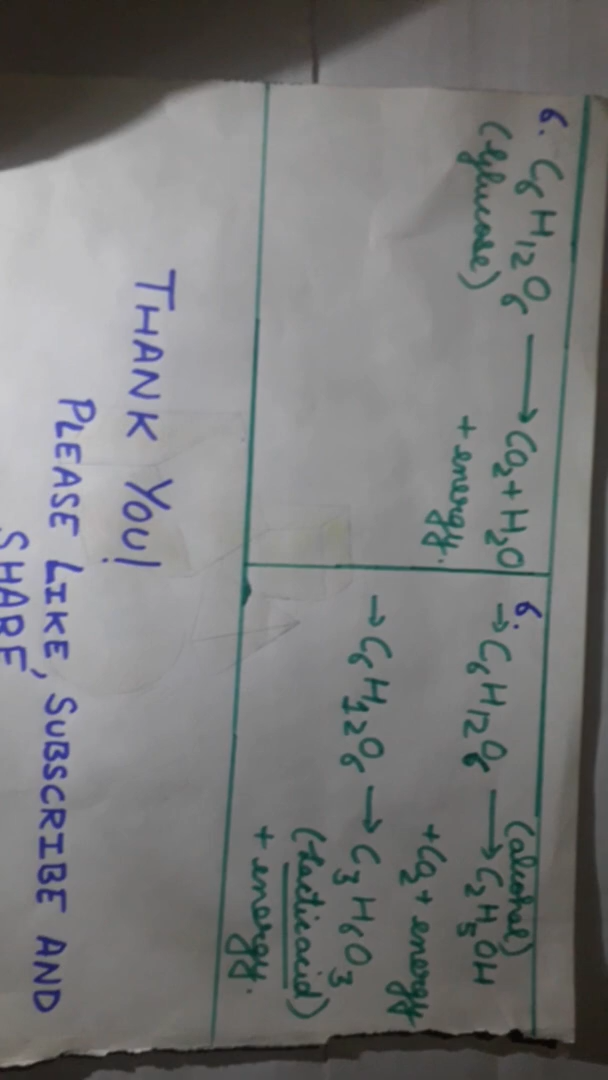 6. C₆H₁₂O₆ → CO₂ + H₂O
(Glucose)
+ energy.
6.
(alcohol)
→ C₆H₁₂O₆ → C₂H₅OH
+ CO₂ + energy
→ C₆H₁₂O₆ → C₃H₆O₃
(Lactic acid)
+ energy.
THANK YOU!
PLEASE LIKE, SUBSCRIBE AND
SHARE